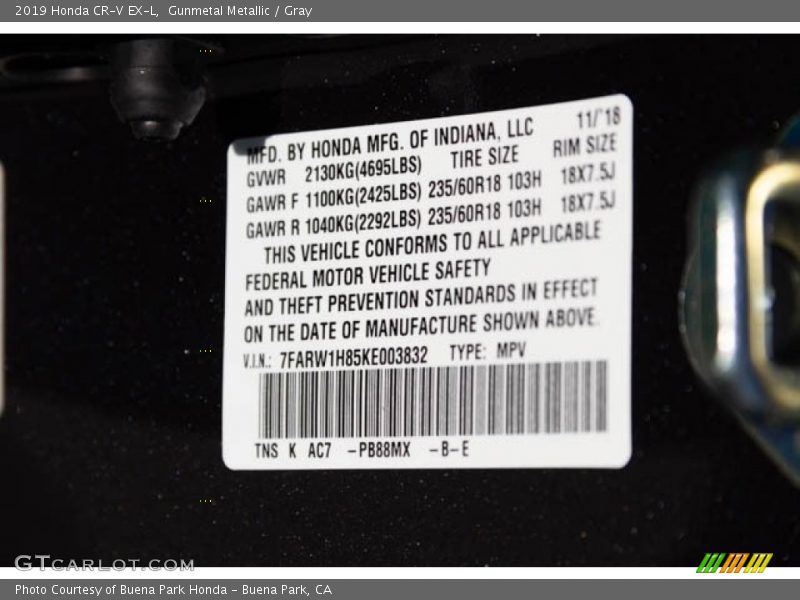 2019 Honda CR-V EX-L, Gunmetal Metallic / Gray
MFD. BY HONDA MFG. OF INDIANA, LLC 11/'18
GVWR 2130KG(4695LBS) TIRE SIZE RIM SIZE
GAWR F 1100KG(2425LBS) 235/60R18 103H 18X7.5J
GAWR R 1040KG(2292LBS) 235/60R18 103H 18X7.5J
THIS VEHICLE CONFORMS TO ALL APPLICABLE
FEDERAL MOTOR VEHICLE SAFETY
AND THEFT PREVENTION STANDARDS IN EFFECT
ON THE DATE OF MANUFACTURE SHOWN ABOVE.
V.I.N.: 7FARW1H85KE003832 TYPE: MPV
TNS K AC7 -PB88MX -B-E
GTCARLOT.COM
Photo Courtesy of Buena Park Honda - Buena Park, CA